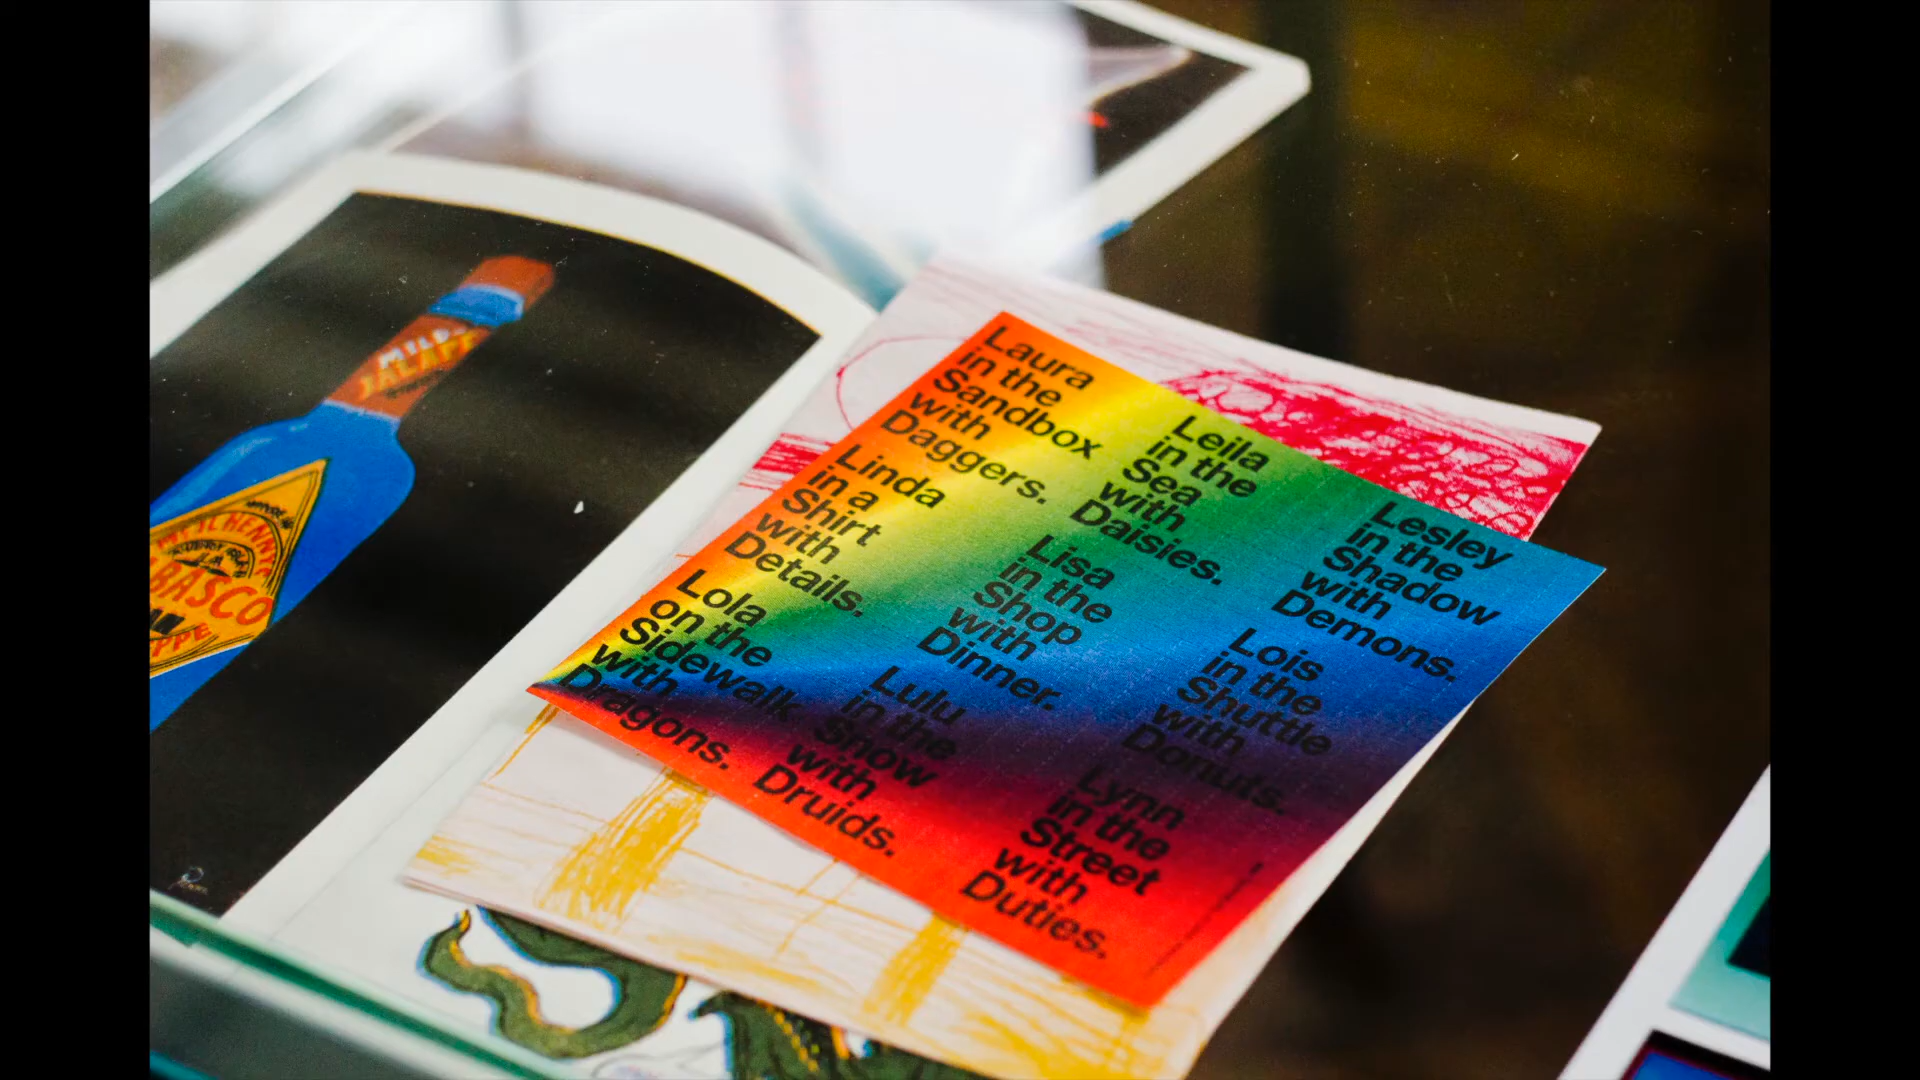 Laura
in the
Sandbox
with
Daggers.
Linda
in a
Shirt
with
Details.
Lola
on the
Sidewalk
with
Dragons.
Leila
in the
Sea
with
Daisies.
Lisa
in the
Shop
with
Dinner.
Lulu
in the
Snow
with
Druids.
Lesley
in the
Shadow
with
Demons.
Lois
in the
Shuttle
with
Donuts.
Lynn
in the
Street
with
Duties.